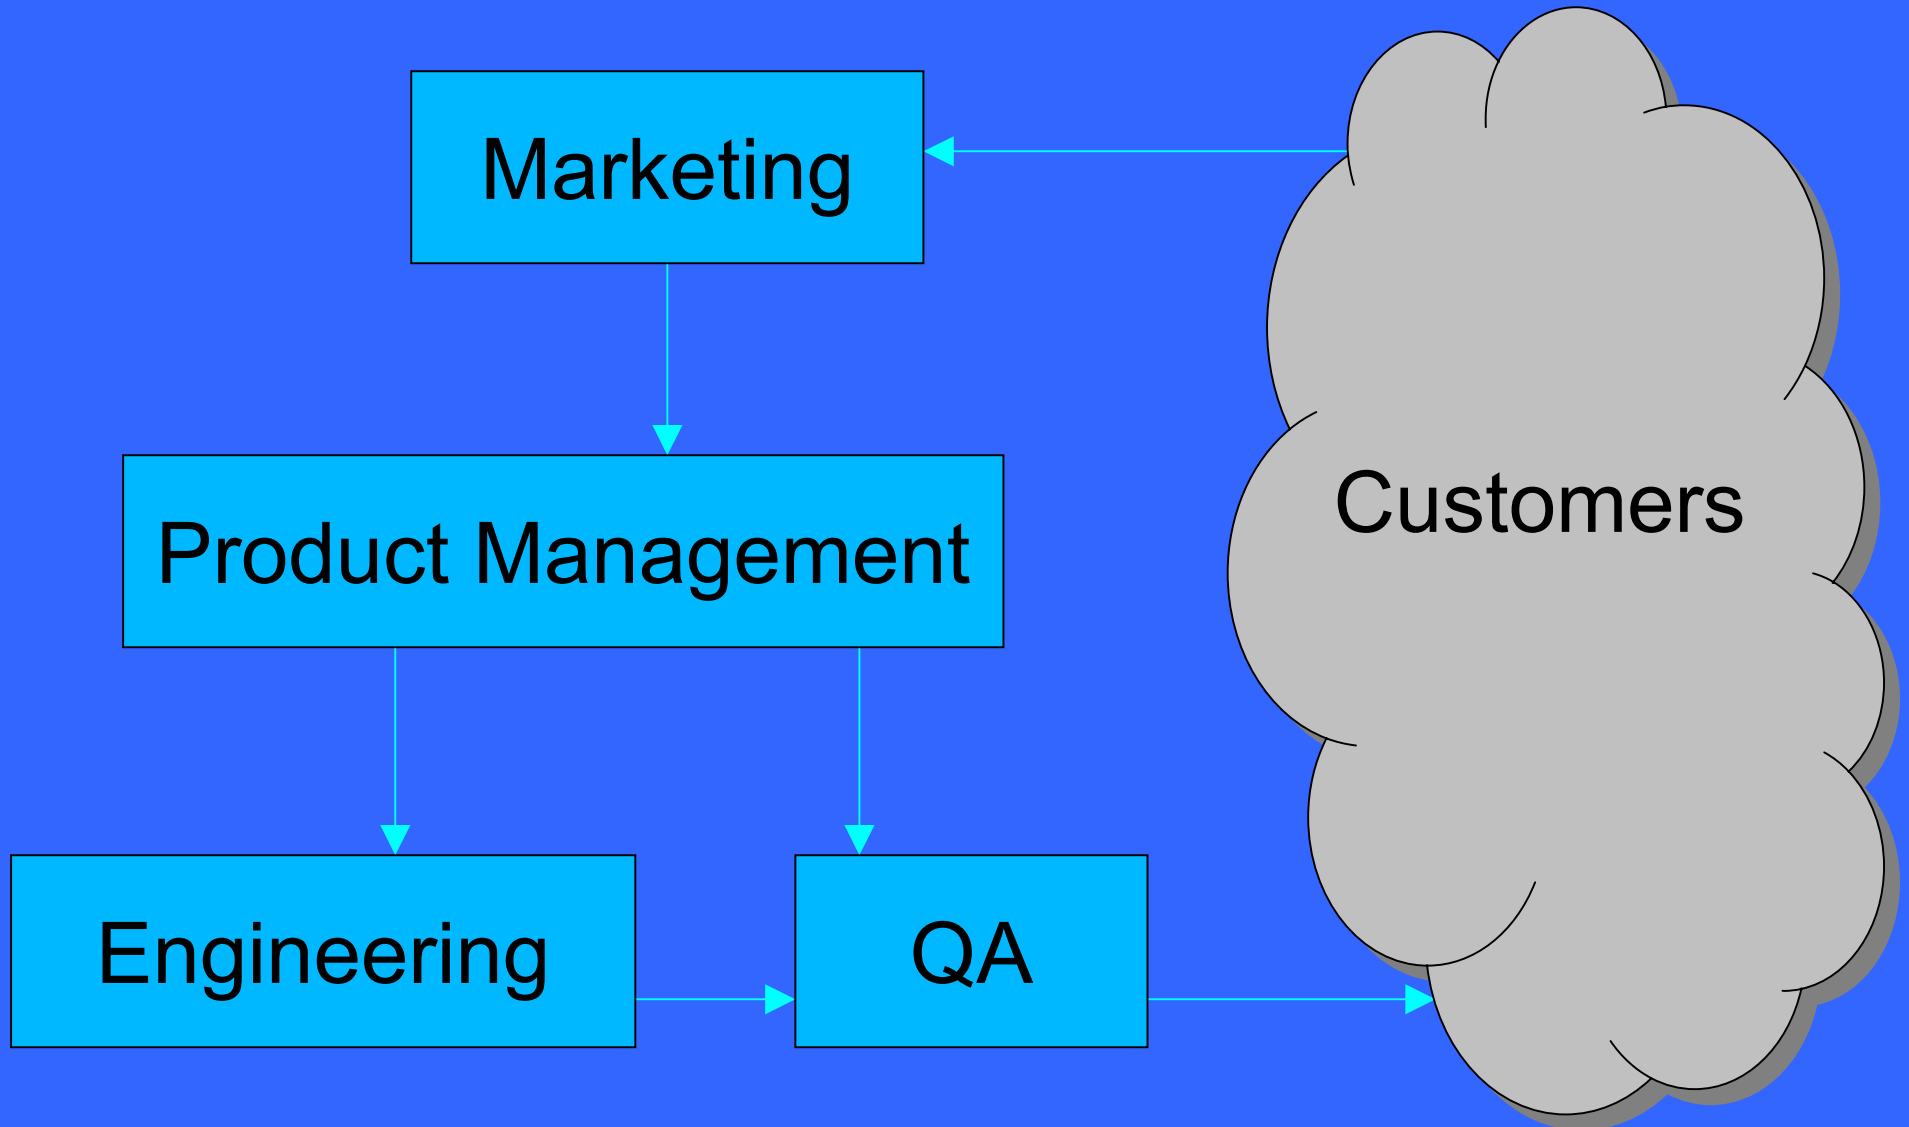 Marketing
Customers
Product Management
Engineering
QA